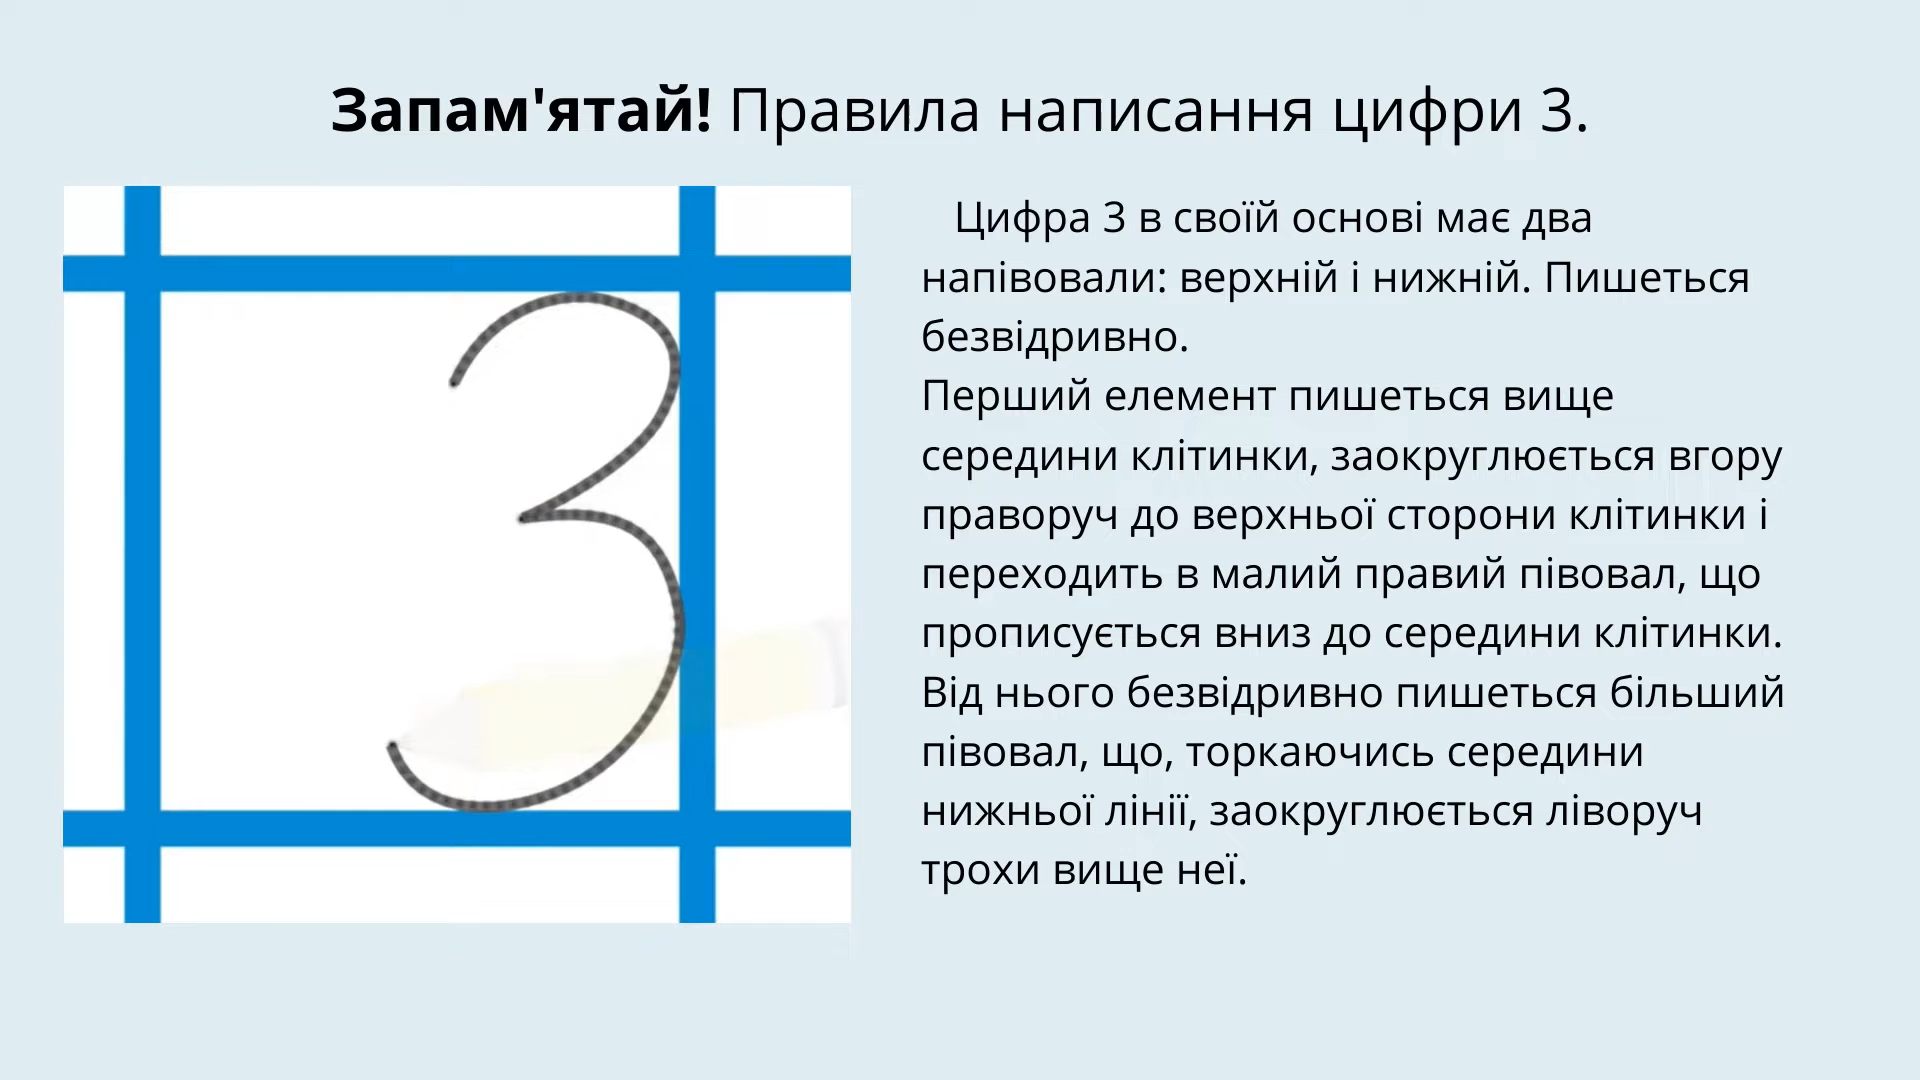 Запам'ятай! Правила написання цифри 3.
Цифра 3 в своїй основі має два
напівовали: верхній і нижній. Пишеться
безвідривно.
Перший елемент пишеться вище
середини клітинки, заокруглюється вгору
праворуч до верхньої сторони клітинки і
переходить в малий правий півовал, що
прописується вниз до середини клітинки.
Від нього безвідривно пишеться більший
півовал, що, торкаючись середини
нижньої лінії, заокруглюється ліворуч
трохи вище неї.
3